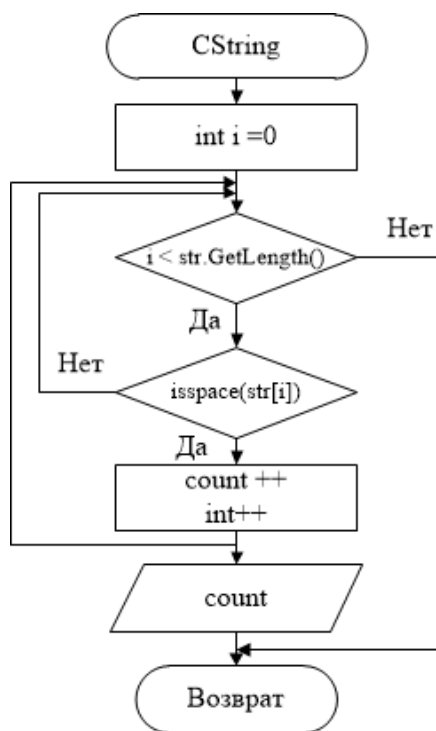 CString
int i =0
i < str.GetLength()
Нет
Да
Нет
isspace(str[i])
Да
count ++
int++
count
Возврат